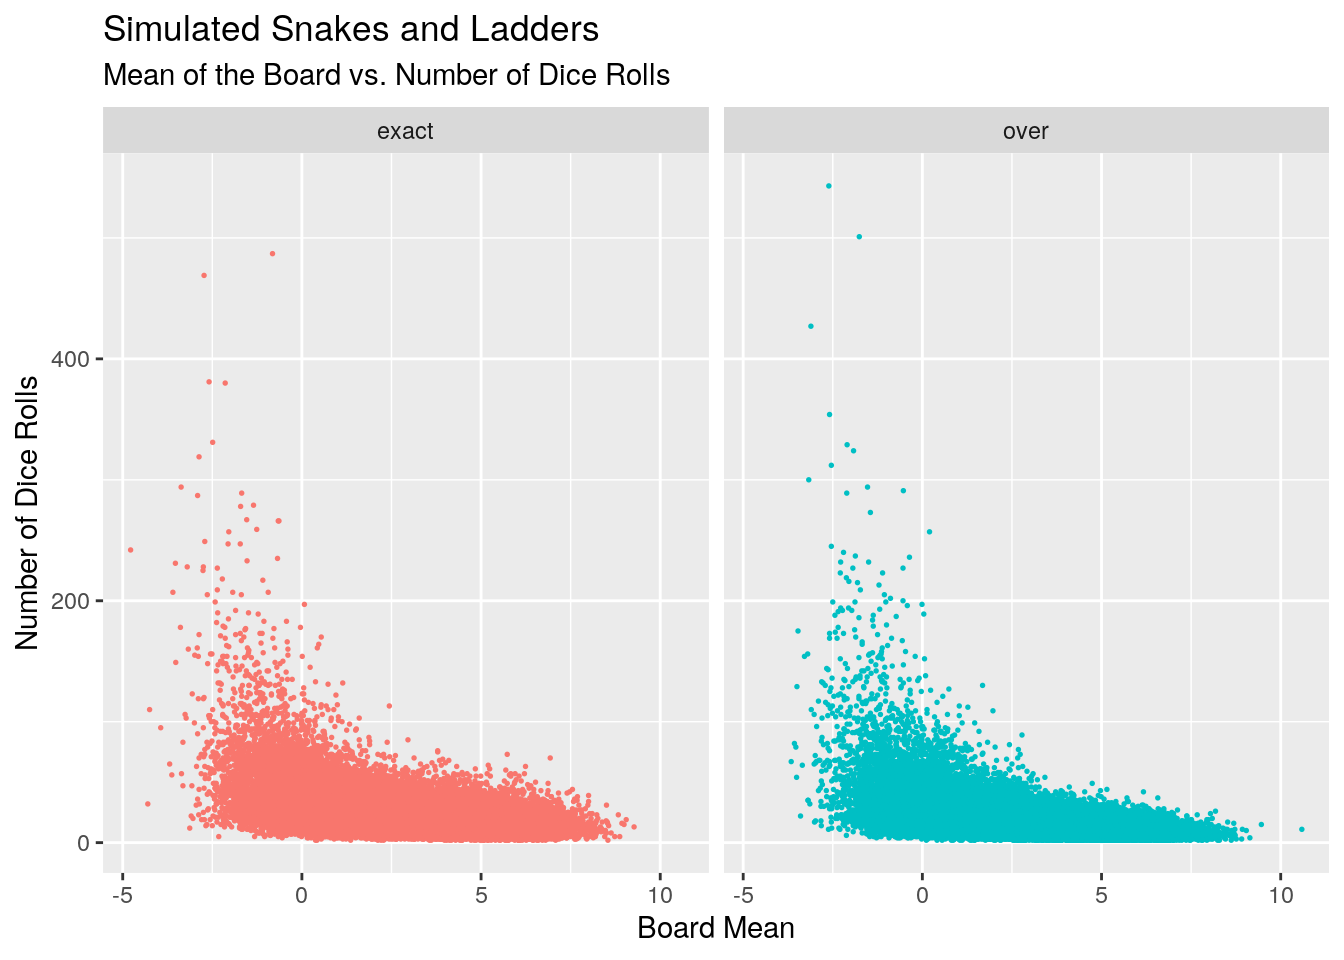 Simulated Snakes and Ladders
Mean of the Board vs. Number of Dice Rolls
exact
over
Number of Dice Rolls
400
200
0
-5
0
5
10
-5
0
5
10
Board Mean